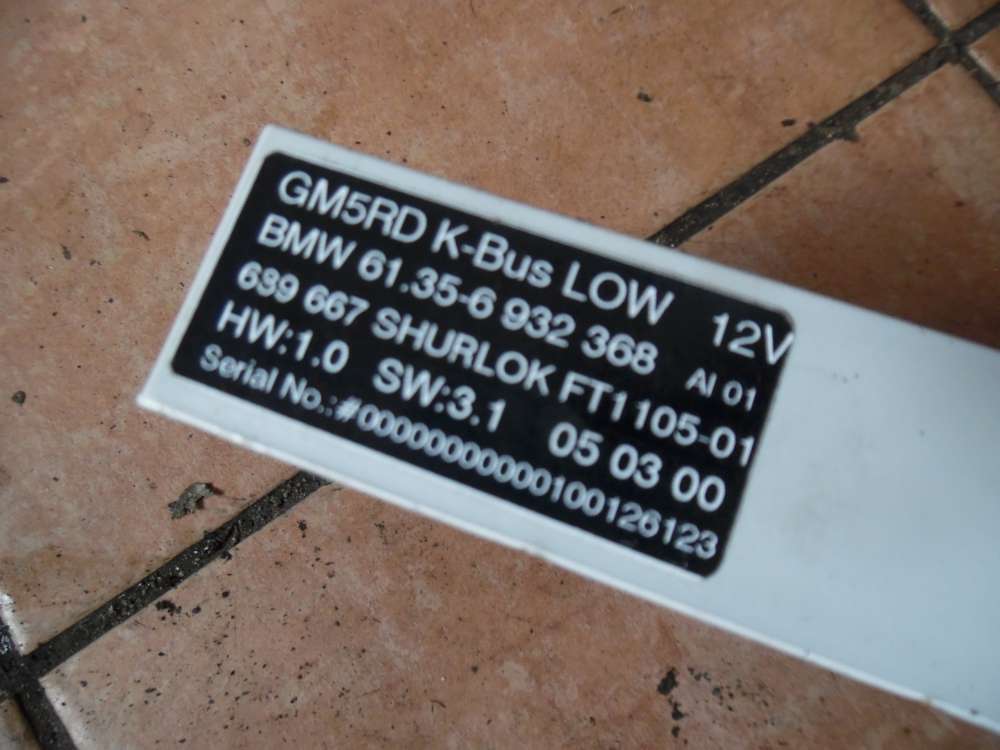 GM5RD K-Bus LOW 12V
BMW 61.35-6 932 368 AI 01
639 667 SHURLOK FT1105-01
HW:1.0 SW:3.1 05 03 00
Serial No.:#00000000000100126123